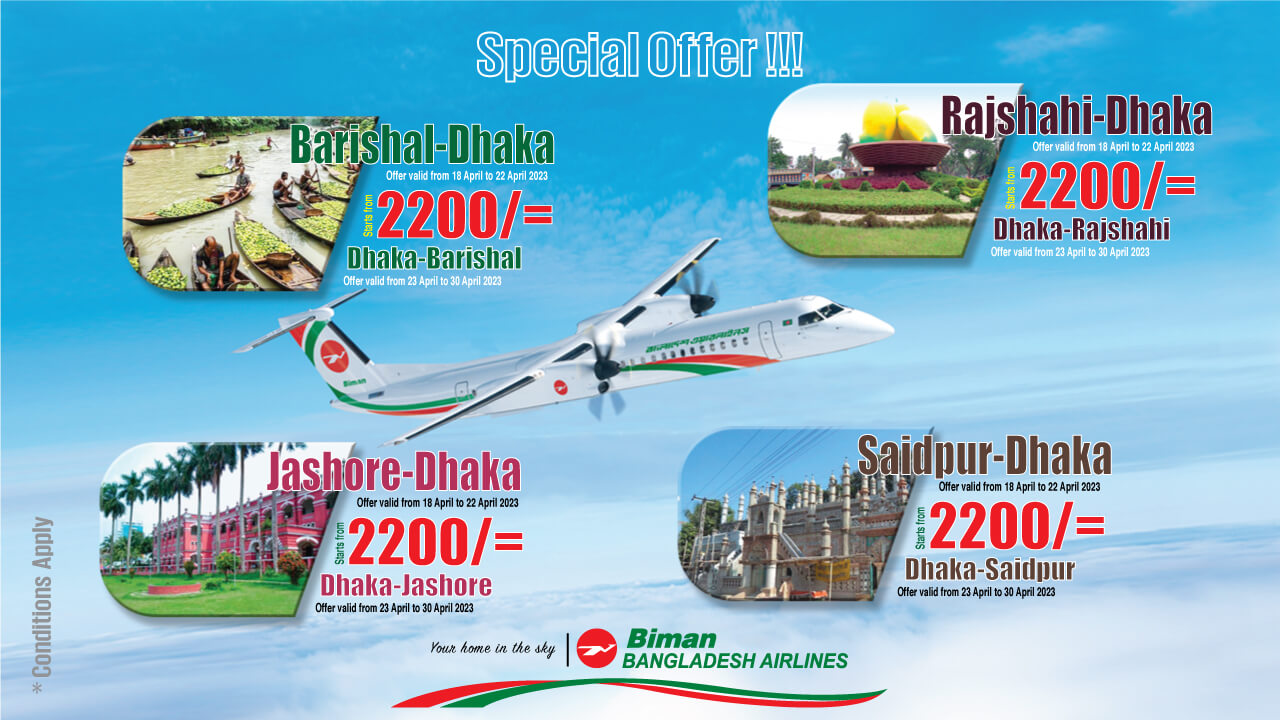 Special Offer !!!
Barishal-Dhaka
Offer valid from 18 April to 22 April 2023
Starts from
2200/=
Dhaka-Barishal
Offer valid from 23 April to 30 April 2023
Rajshahi-Dhaka
Offer valid from 18 April to 22 April 2023
Starts from
2200/=
Dhaka-Rajshahi
Offer valid from 23 April to 30 April 2023
Biman
বাংলাদেশ এয়ারলাইনস
Jashore-Dhaka
Offer valid from 18 April to 22 April 2023
Starts from
2200/=
Dhaka-Jashore
Offer valid from 23 April to 30 April 2023
Saidpur-Dhaka
Offer valid from 18 April to 22 April 2023
Starts from
2200/=
Dhaka-Saidpur
Offer valid from 23 April to 30 April 2023
* Conditions Apply
Your home in the sky
Biman
BANGLADESH AIRLINES